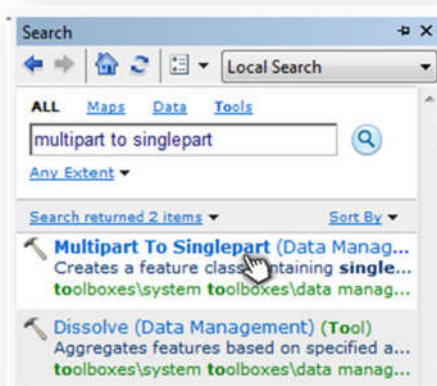 Search
Local Search
ALL Maps Data Tools
multipart to singlepart
Any Extent
Search returned 2 items Sort By
Multipart To Singlepart (Data Manag...
Creates a feature class containing single...
toolboxes\system toolboxes\data manag...
Dissolve (Data Management) (Tool)
Aggregates features based on specified a...
toolboxes\system toolboxes\data manag...